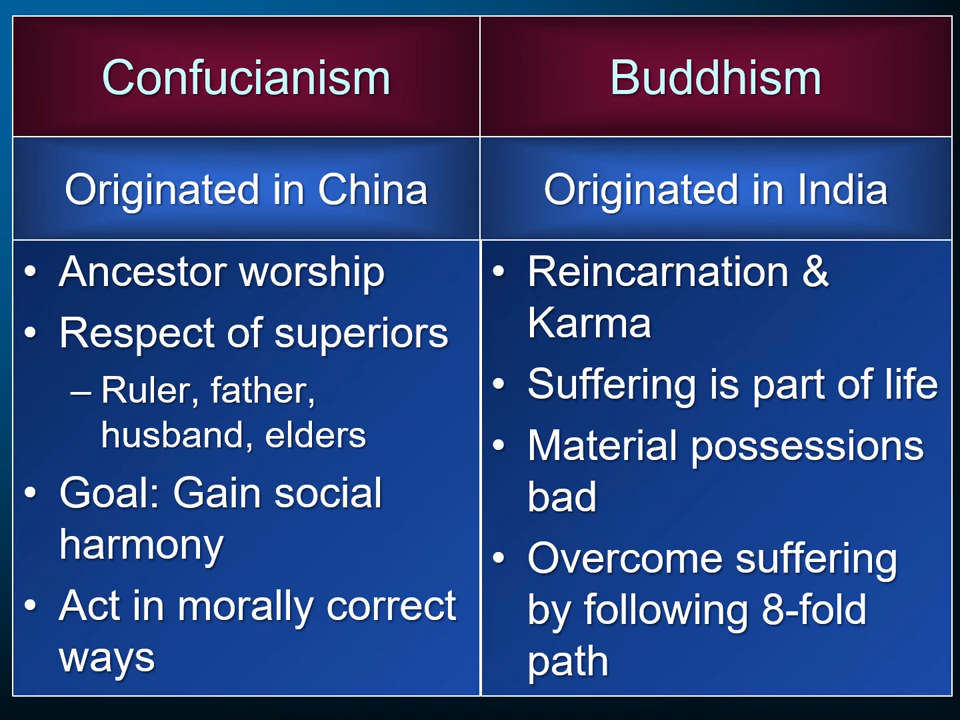 Confucianism
Buddhism
Originated in China
Originated in India
• Ancestor worship
• Respect of superiors
– Ruler, father,
husband, elders
• Goal: Gain social
harmony
• Act in morally correct
ways
• Reincarnation &
Karma
• Suffering is part of life
• Material possessions
bad
• Overcome suffering
by following 8-fold
path